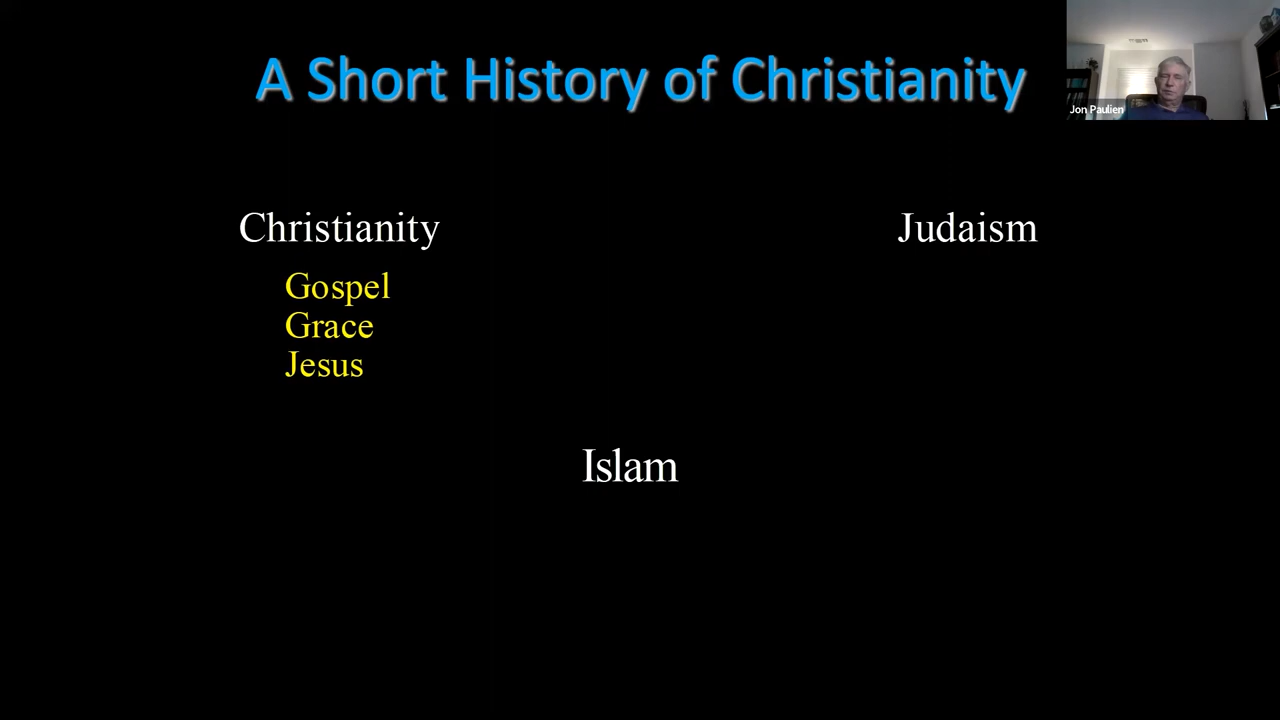 A Short History of Christianity
Jon Paulien
Christianity
Judaism
Gospel
Grace
Jesus
Islam